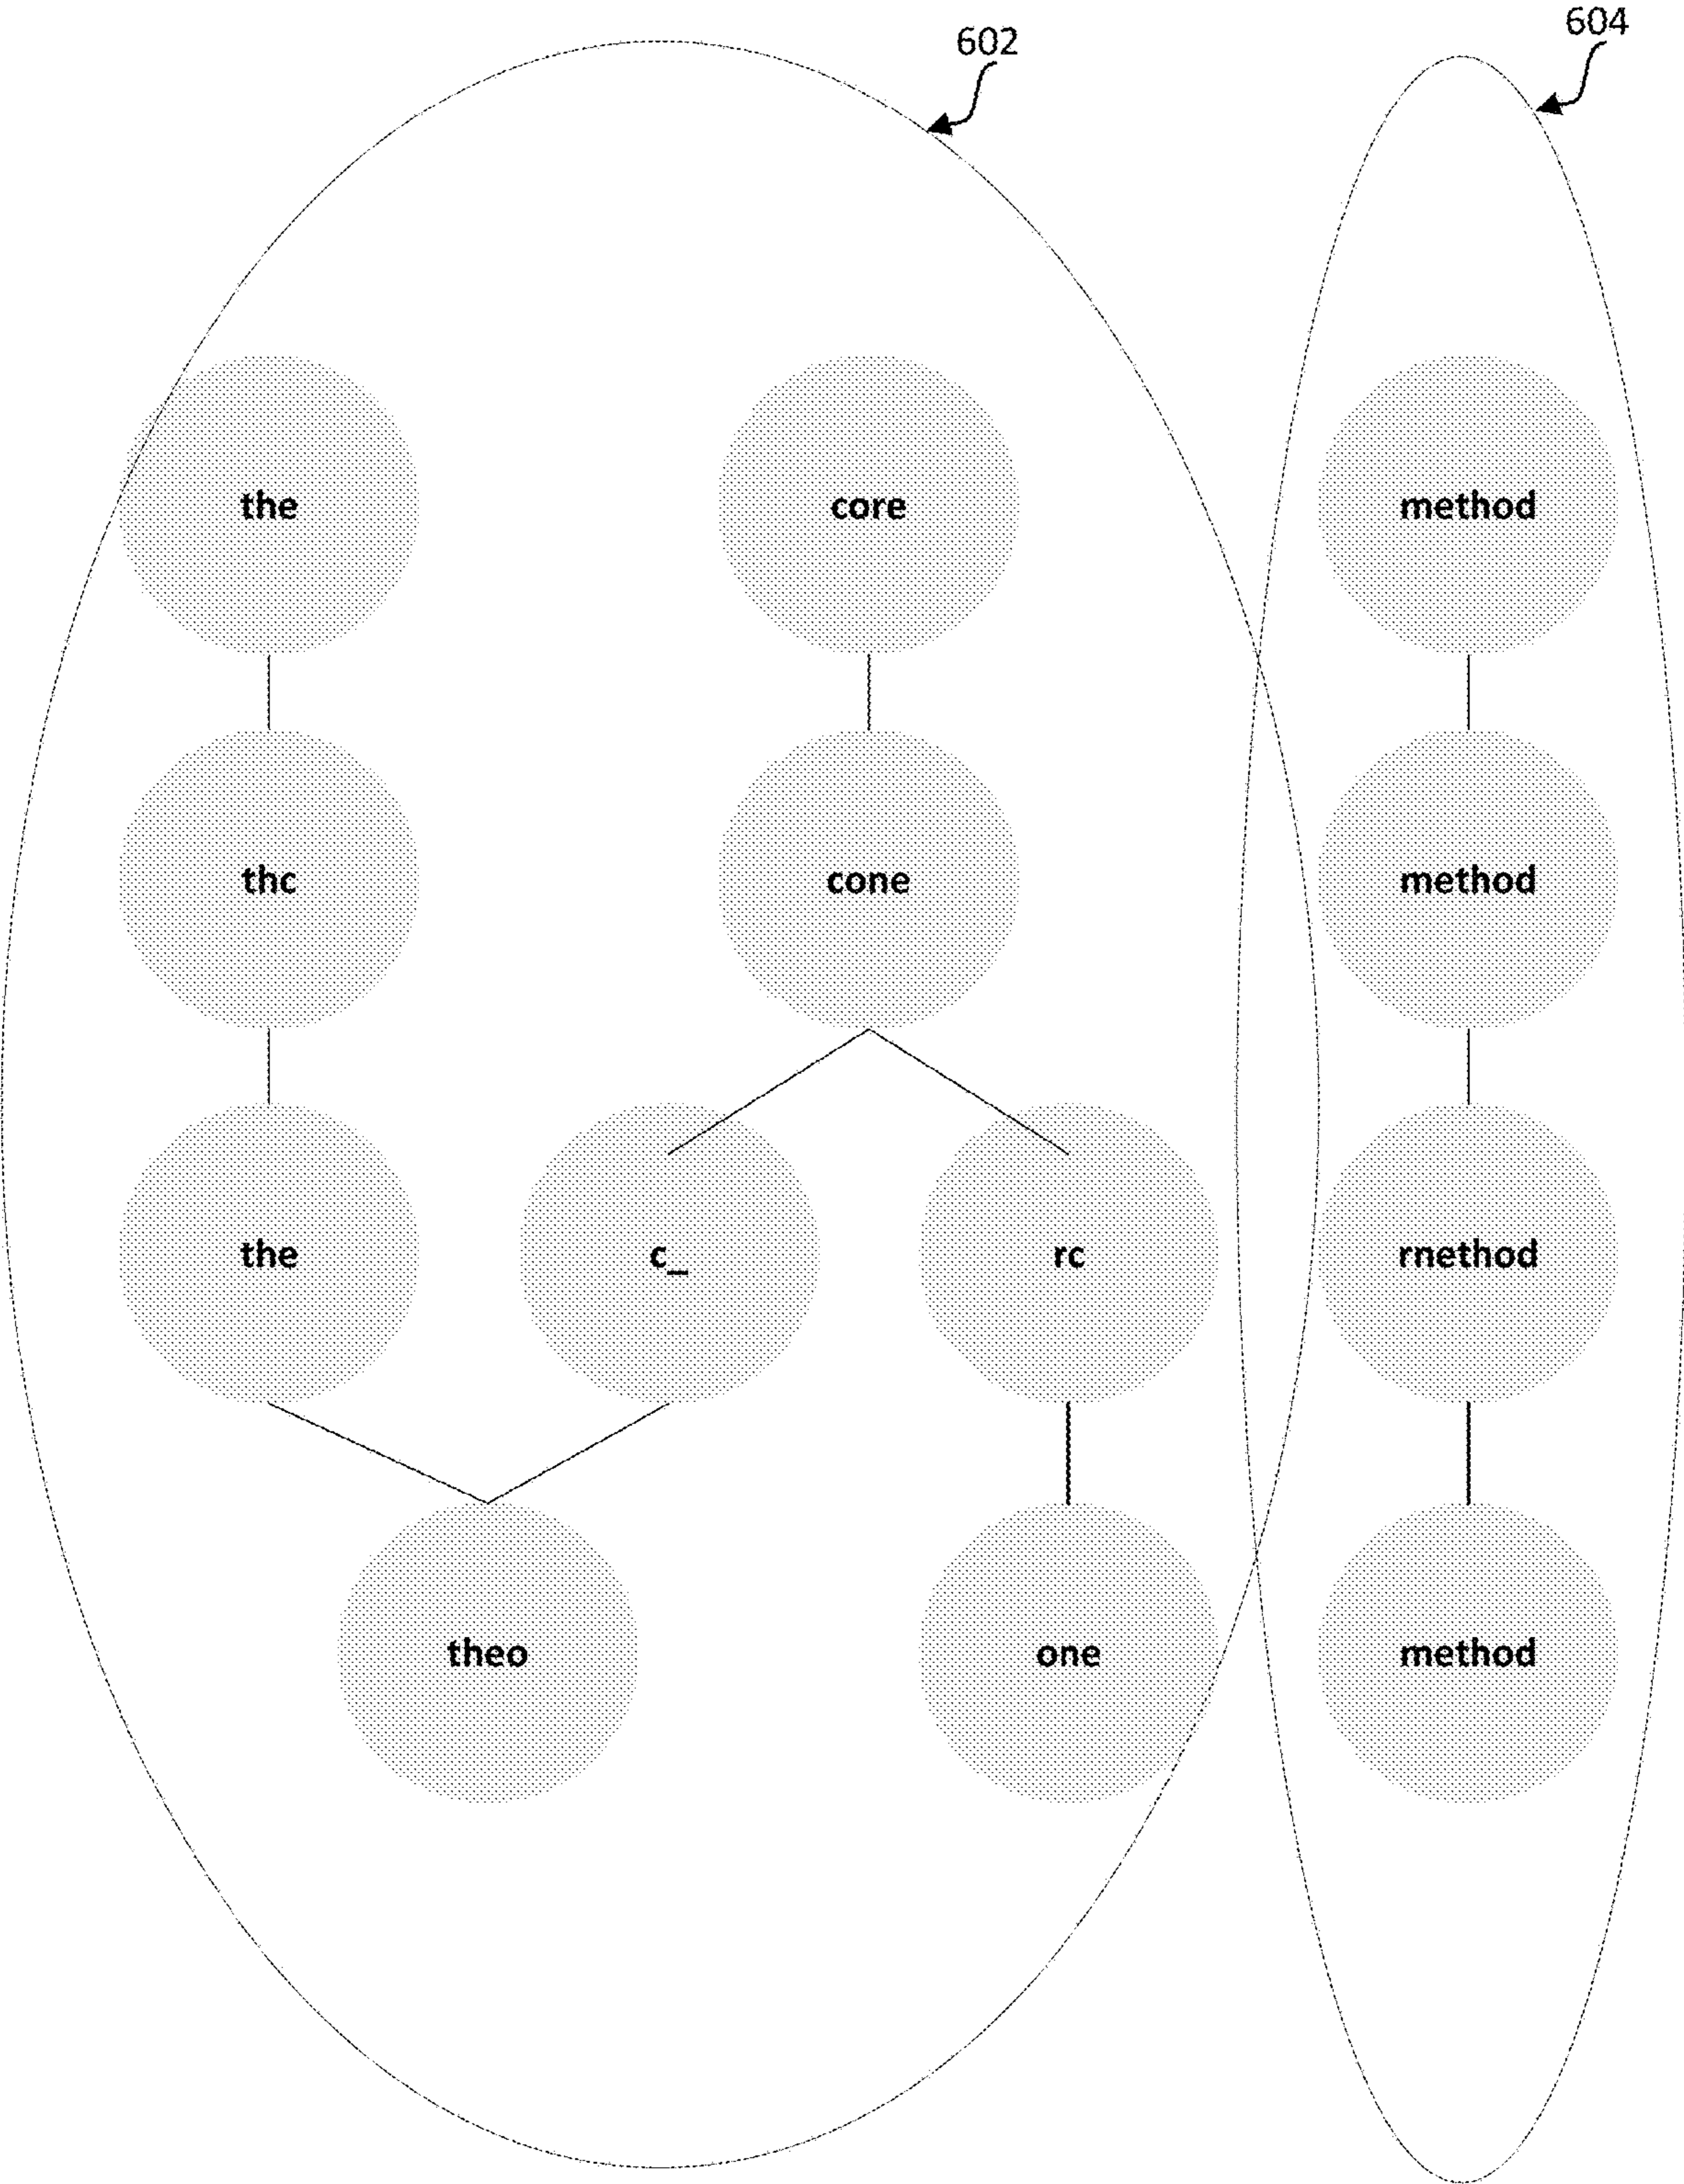 604
602
the core method
thc cone method
the c_ rc rnethod
theo one method